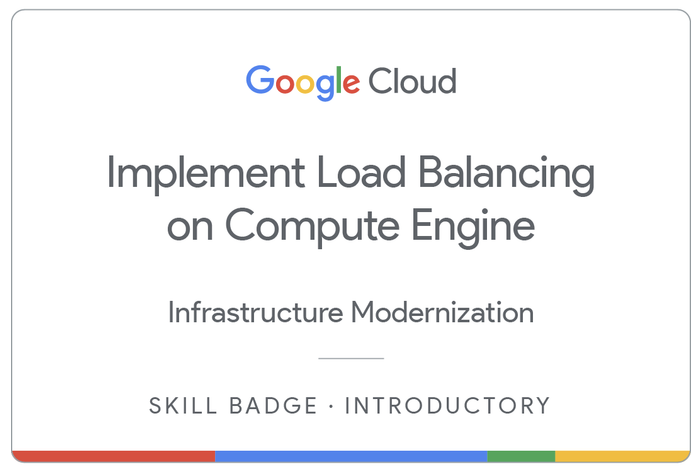 Google Cloud
Implement Load Balancing
on Compute Engine
Infrastructure Modernization
SKILL BADGE · INTRODUCTORY